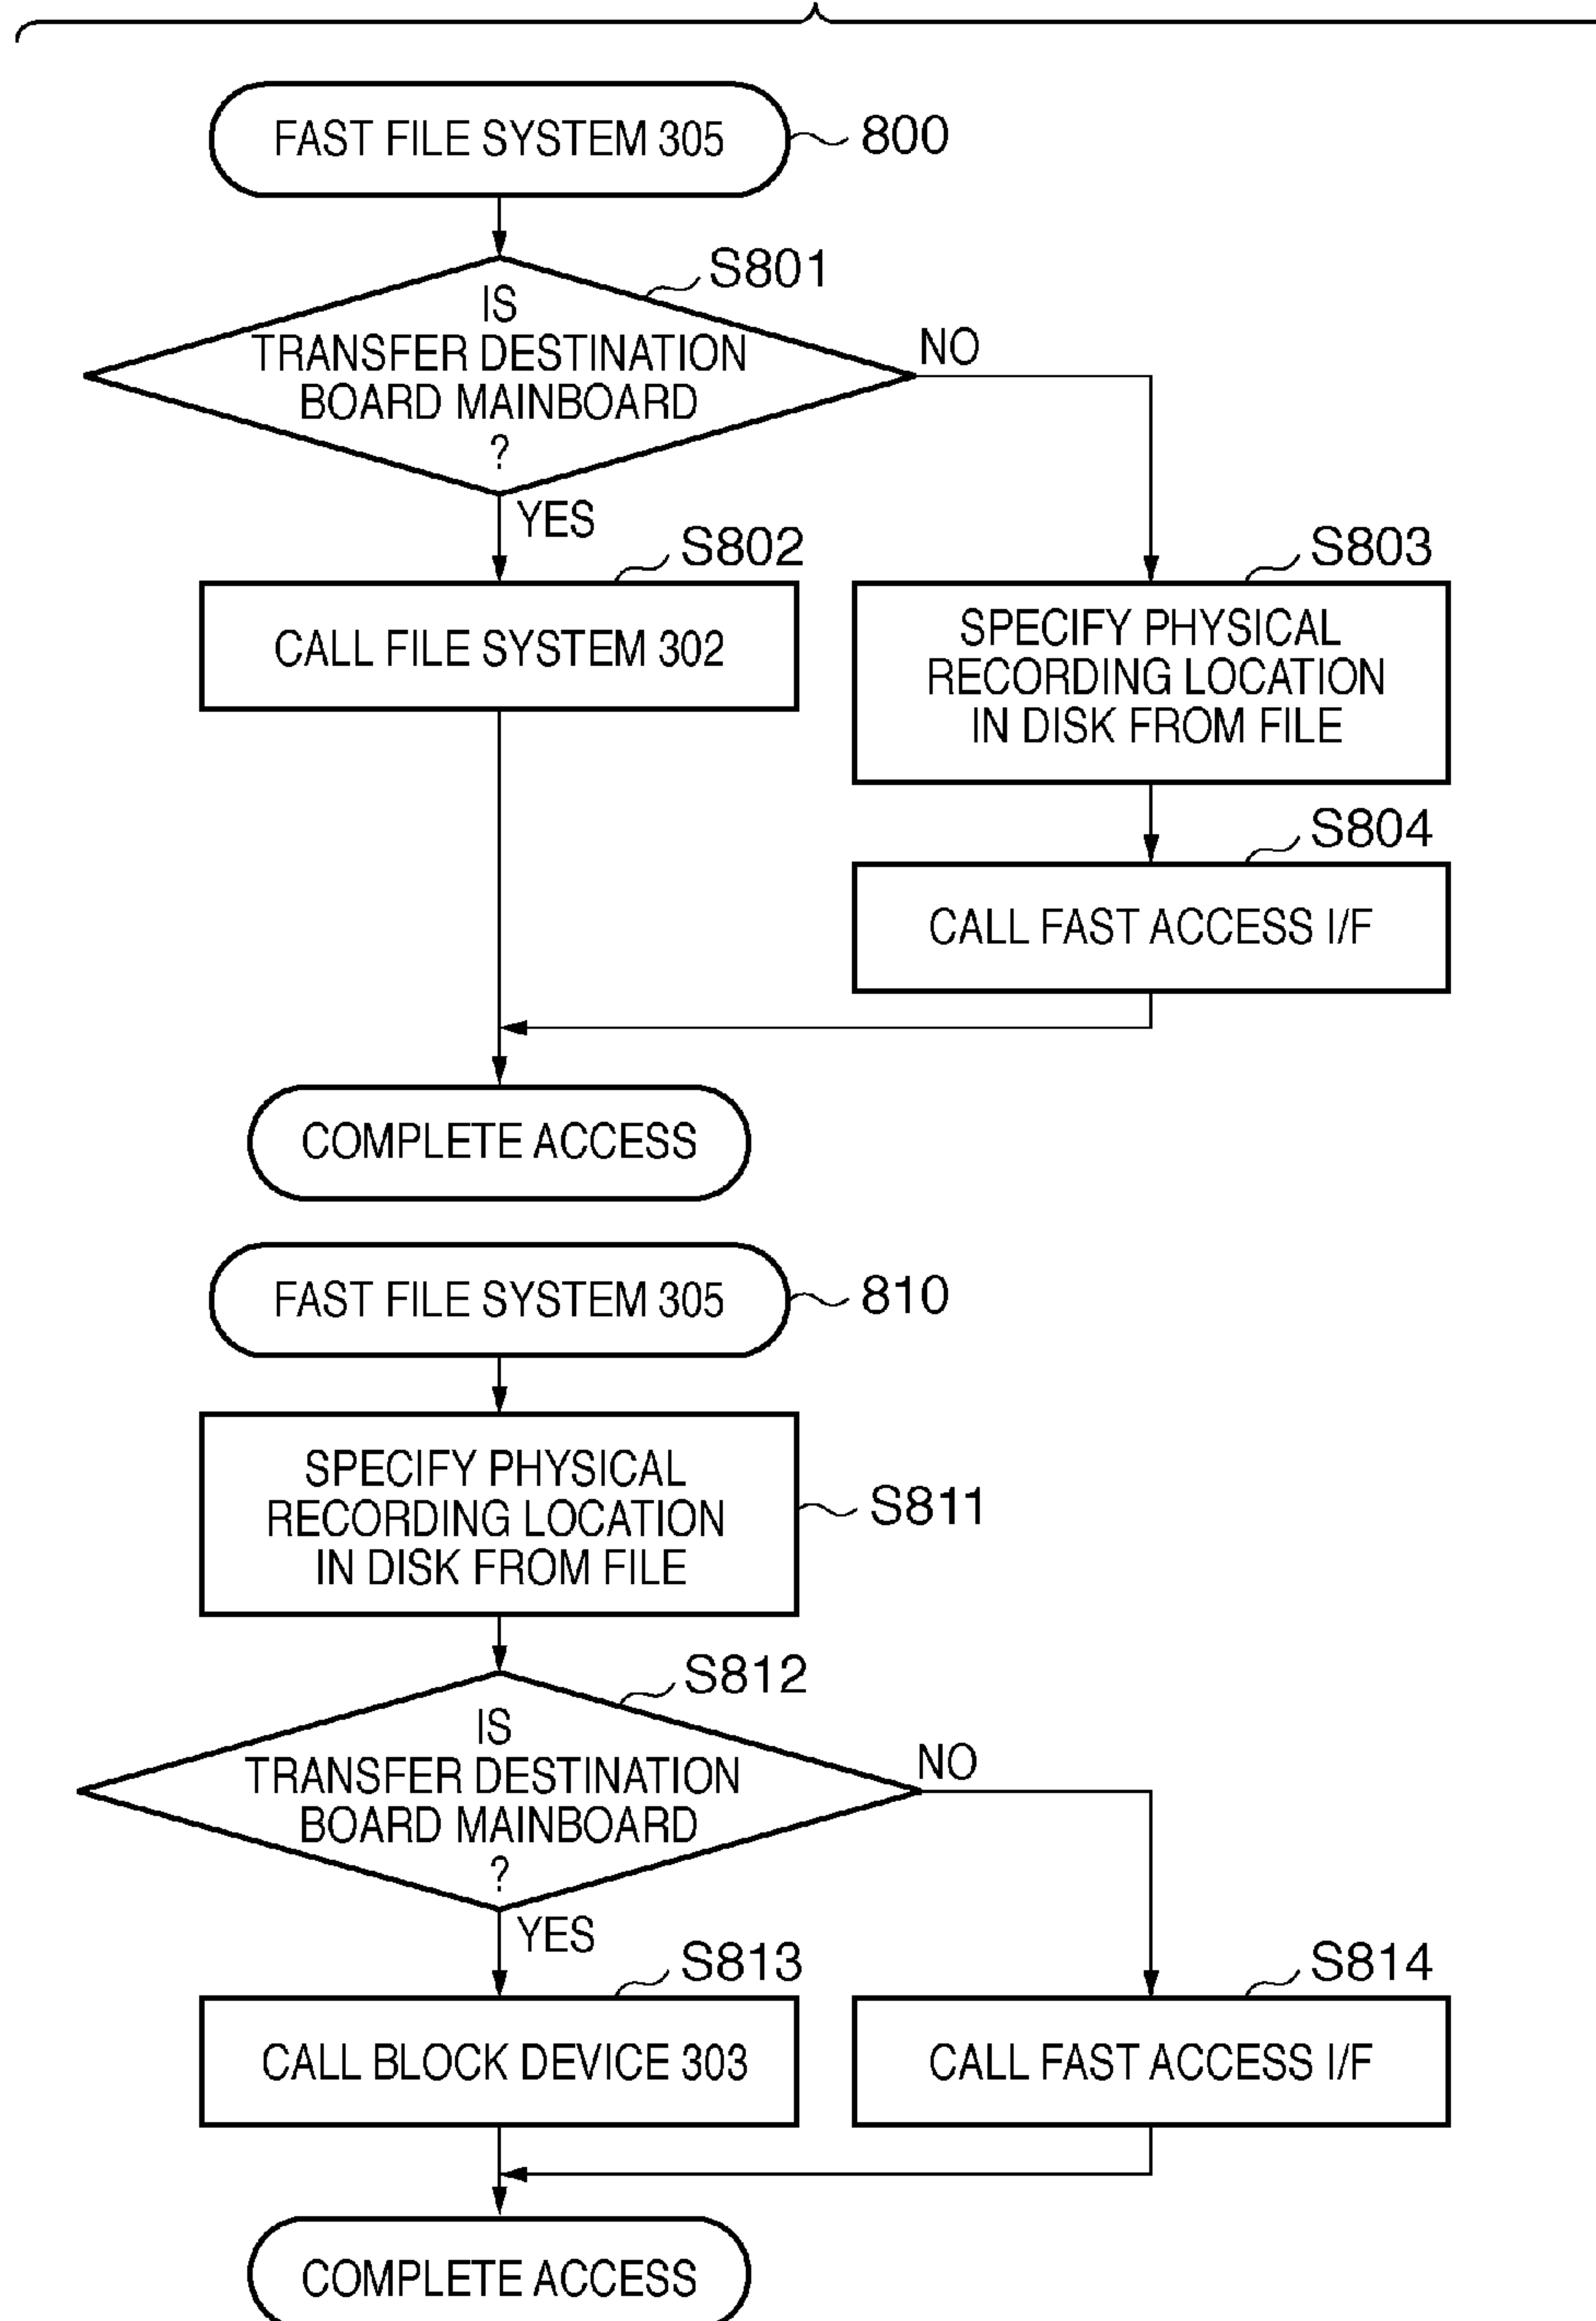 FAST FILE SYSTEM 305
800
S801
IS
TRANSFER DESTINATION
BOARD MAINBOARD
?
NO
YES
S802
CALL FILE SYSTEM 302
S803
SPECIFY PHYSICAL
RECORDING LOCATION
IN DISK FROM FILE
S804
CALL FAST ACCESS I/F
COMPLETE ACCESS
FAST FILE SYSTEM 305
810
SPECIFY PHYSICAL
RECORDING LOCATION
IN DISK FROM FILE
S811
S812
IS
TRANSFER DESTINATION
BOARD MAINBOARD
?
NO
YES
S813
CALL BLOCK DEVICE 303
S814
CALL FAST ACCESS I/F
COMPLETE ACCESS